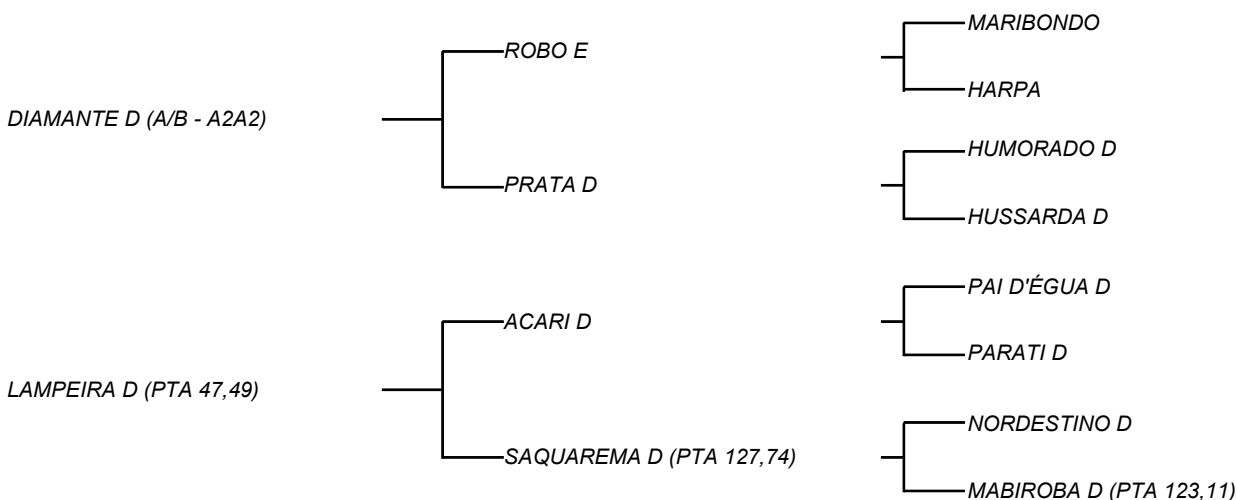 MARIBONDO
ROBO E
HARPA
DIAMANTE D (A/B - A2A2)
HUMORADO D
PRATA D
HUSSARDA D
PAI D'ÉGUA D
ACARI D
PARATI D
LAMPEIRA D (PTA 47,49)
NORDESTINO D
SAQUAREMA D (PTA 127,74)
MABIROBA D (PTA 123,11)